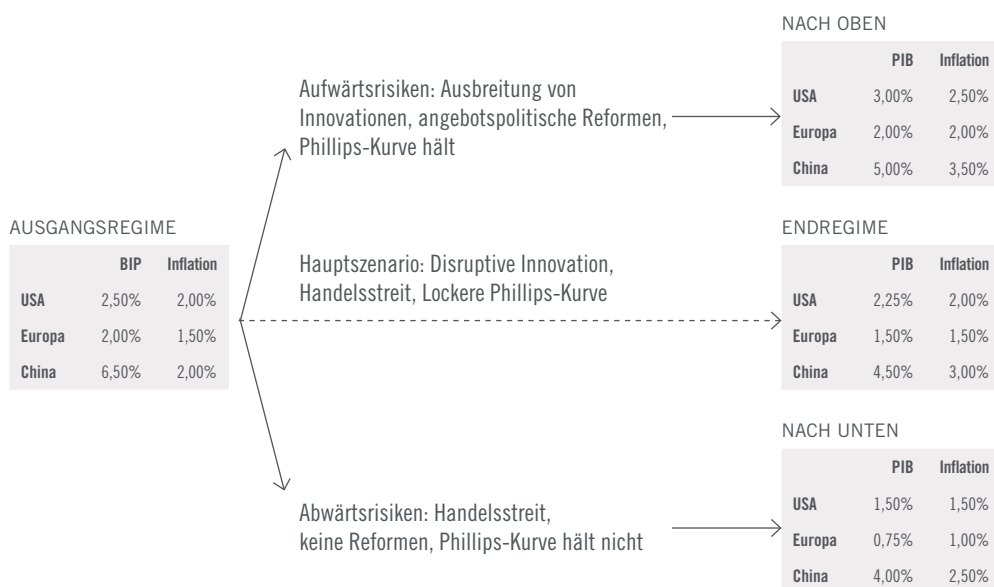 AUSGANGSREGIME
BIP Inflation
USA 2,50% 2,00%
Europa 2,00% 1,50%
China 6,50% 2,00%
Aufwärtsrisiken: Ausbreitung von
Innovationen, angebotspolitische Reformen,
Phillips-Kurve hält
Hauptszenario: Disruptive Innovation,
Handelsstreit, Lockere Phillips-Kurve
Abwärtsrisiken: Handelsstreit,
keine Reformen, Phillips-Kurve hält nicht
NACH OBEN
PIB Inflation
USA 3,00% 2,50%
Europa 2,00% 2,00%
China 5,00% 3,50%
ENDREGIME
PIB Inflation
USA 2,25% 2,00%
Europa 1,50% 1,50%
China 4,50% 3,00%
NACH UNTEN
PIB Inflation
USA 1,50% 1,50%
Europa 0,75% 1,00%
China 4,00% 2,50%